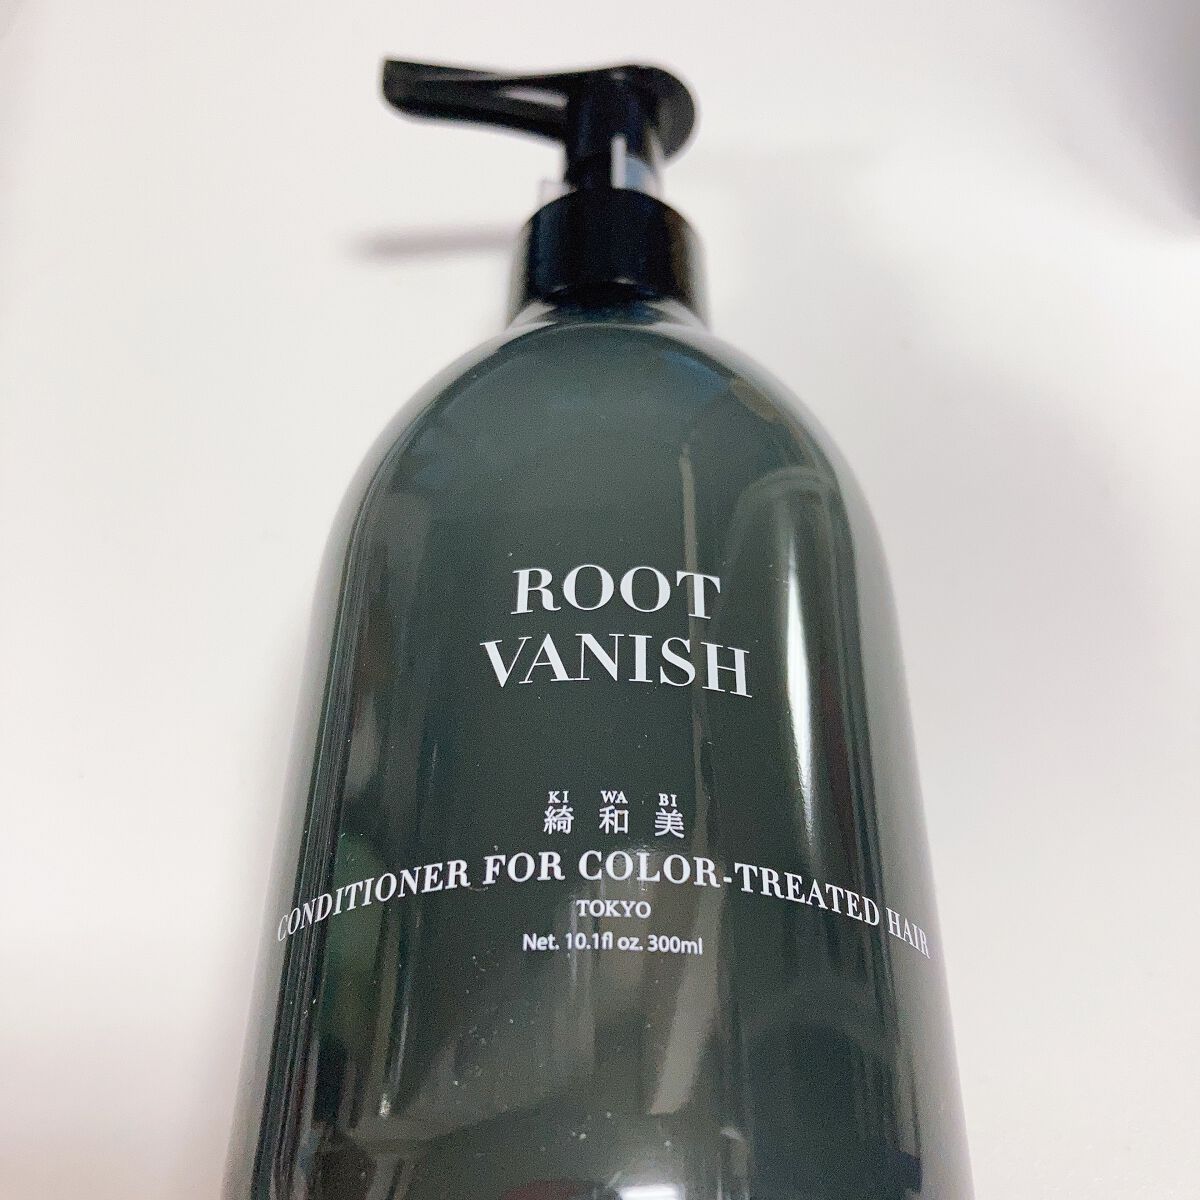 ROOT
VANISH
KI WA BI
綺和美
CONDITIONER FOR COLOR-TREATED HAIR
TOKYO
Net. 10.1fl oz. 300ml